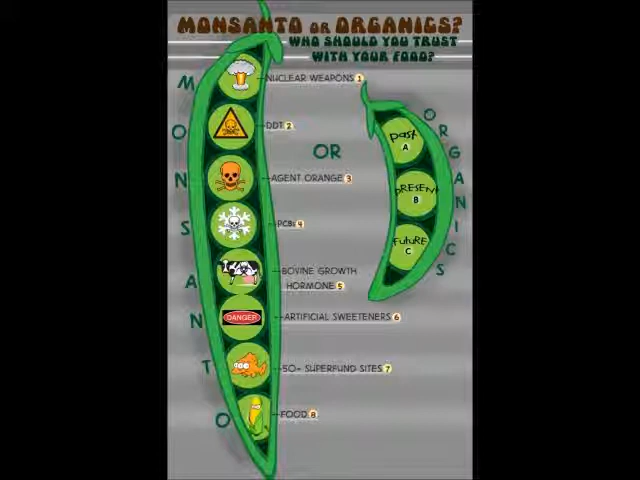 MONSANTO OR ORGANICS?
WHO SHOULD YOU TRUST
WITH YOUR FOOD?
MONSANTO
NUCLEAR WEAPONS 1
DDT 2
AGENT ORANGE 3
PCBs 4
BOVINE GROWTH
HORMONE 5
DANGER
ARTIFICIAL SWEETENERS 6
50+ SUPERFUND SITES 7
FOOD 8
OR
ORGANICS
PAST
A
PRESENT
B
FUTURE
C